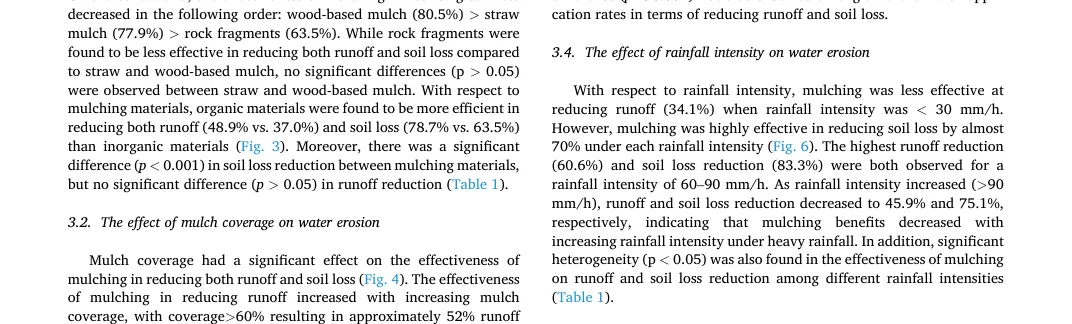 decreased in the following order: wood-based mulch (80.5%) > straw
mulch (77.9%) > rock fragments (63.5%). While rock fragments were
found to be less effective in reducing both runoff and soil loss compared
to straw and wood-based mulch, no significant differences (p > 0.05)
were observed between straw and wood-based mulch. With respect to
mulching materials, organic materials were found to be more efficient in
reducing both runoff (48.9% vs. 37.0%) and soil loss (78.7% vs. 63.5%)
than inorganic materials (Fig. 3). Moreover, there was a significant
difference (p < 0.001) in soil loss reduction between mulching materials,
but no significant difference (p > 0.05) in runoff reduction (Table 1).
3.2. The effect of mulch coverage on water erosion
Mulch coverage had a significant effect on the effectiveness of
mulching in reducing both runoff and soil loss (Fig. 4). The effectiveness
of mulching in reducing runoff increased with increasing mulch
coverage, with coverage>60% resulting in approximately 52% runoff
cation rates in terms of reducing runoff and soil loss.
3.4. The effect of rainfall intensity on water erosion
With respect to rainfall intensity, mulching was less effective at
reducing runoff (34.1%) when rainfall intensity was < 30 mm/h.
However, mulching was highly effective in reducing soil loss by almost
70% under each rainfall intensity (Fig. 6). The highest runoff reduction
(60.6%) and soil loss reduction (83.3%) were both observed for a
rainfall intensity of 60–90 mm/h. As rainfall intensity increased (>90
mm/h), runoff and soil loss reduction decreased to 45.9% and 75.1%,
respectively, indicating that mulching benefits decreased with
increasing rainfall intensity under heavy rainfall. In addition, significant
heterogeneity (p < 0.05) was also found in the effectiveness of mulching
on runoff and soil loss reduction among different rainfall intensities
(Table 1).